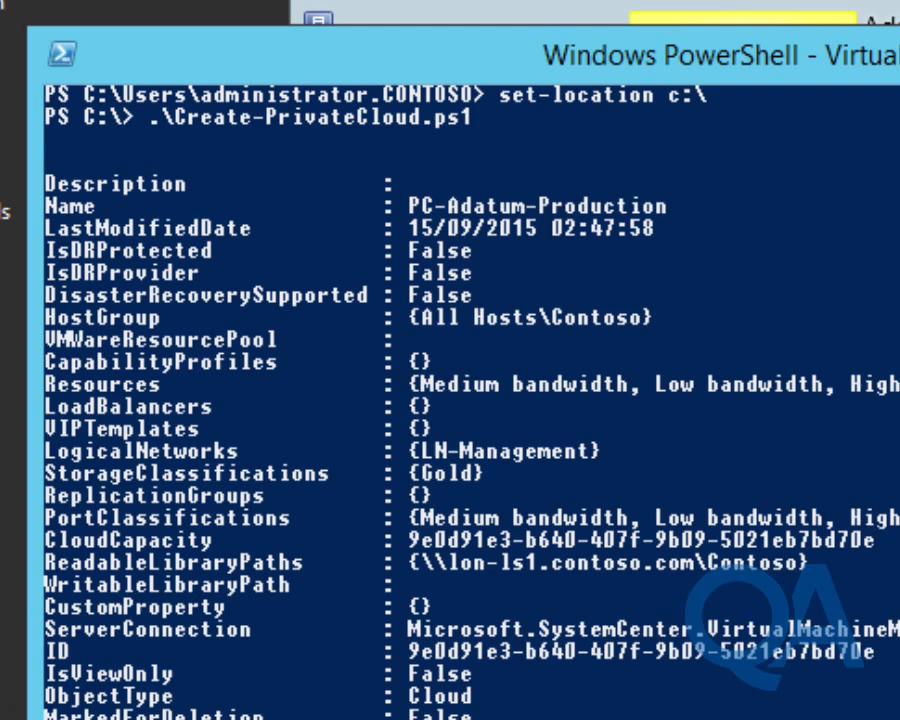 Windows PowerShell - Virtual
PS C:\Users\administrator.CONTOSO> set-location c:\
PS C:\> .\Create-PrivateCloud.ps1
Description :
Name : PC-Adatum-Production
ls
LastModifiedDate : 15/09/2015 02:47:58
IsDRProtected : False
IsDRProvider : False
DisasterRecoverySupported : False
HostGroup : {All Hosts\Contoso}
VMWareResourcePool :
CapabilityProfiles : {}
Resources : {Medium bandwidth, Low bandwidth, High
LoadBalancers : {}
VIPTemplates : {}
LogicalNetworks : {LN-Management}
StorageClassifications : {Gold}
ReplicationGroups : {}
PortClassifications : {Medium bandwidth, Low bandwidth, High
CloudCapacity : 9e0d91e3-b640-407f-9b09-5021eb7bd70e
ReadableLibraryPaths : {\\lon-ls1.contoso.com\Contoso}
WritableLibraryPath :
CustomProperty : {}
ServerConnection : Microsoft.SystemCenter.VirtualMachineM
ID : 9e0d91e3-b640-407f-9b09-5021eb7bd70e
IsViewOnly : False
ObjectType : Cloud
MarkedForDeletion : False
QA